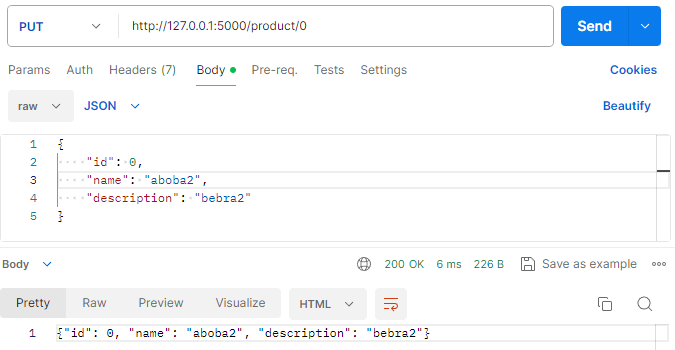 PUT http://127.0.0.1:5000/product/0 Send
Params Auth Headers (7) Body Pre-req. Tests Settings Cookies
raw JSON Beautify
1 {
2 "id": 0,
3 "name": "aboba2",
4 "description": "bebra2"
5 }
Body 200 OK 6 ms 226 B Save as example
Pretty Raw Preview Visualize HTML
1 {"id": 0, "name": "aboba2", "description": "bebra2"}